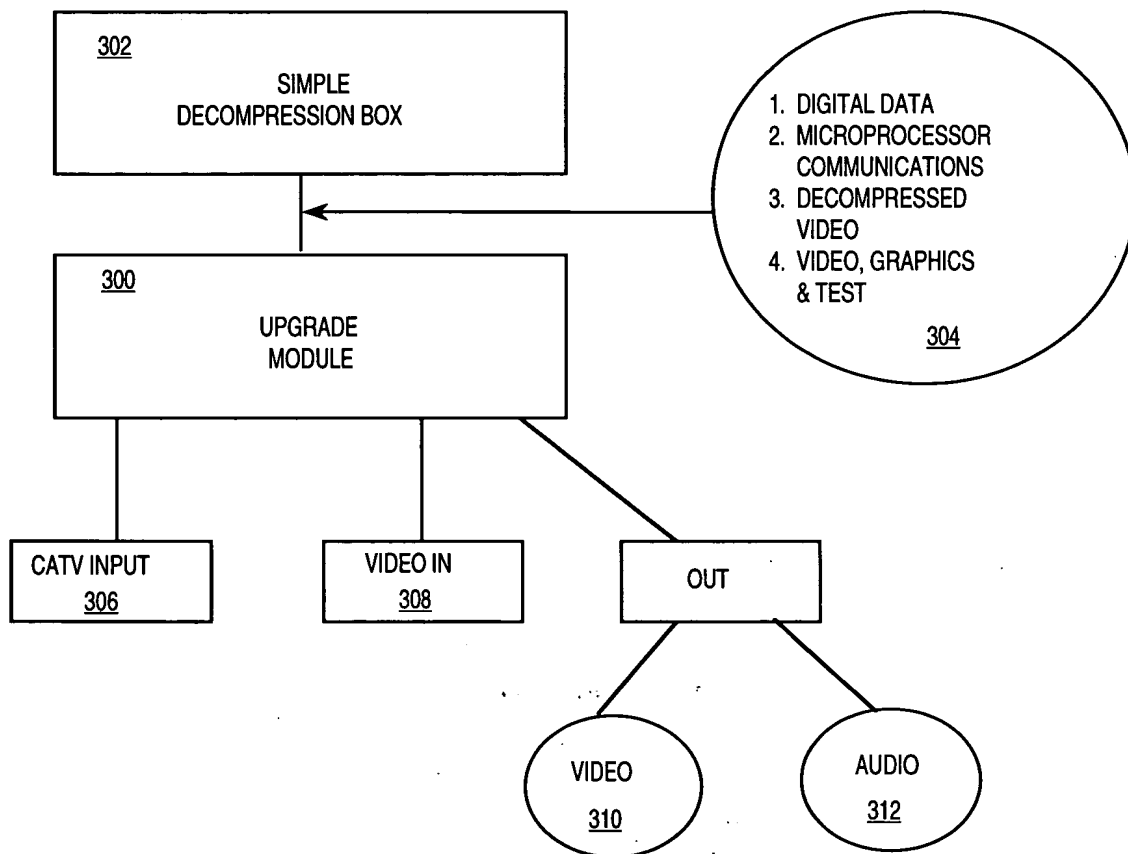 302
SIMPLE
DECOMPRESSION BOX
1. DIGITAL DATA
2. MICROPROCESSOR
COMMUNICATIONS
3. DECOMPRESSED
VIDEO
4. VIDEO, GRAPHICS
& TEST
304
300
UPGRADE
MODULE
CATV INPUT
306
VIDEO IN
308
OUT
VIDEO
310
AUDIO
312